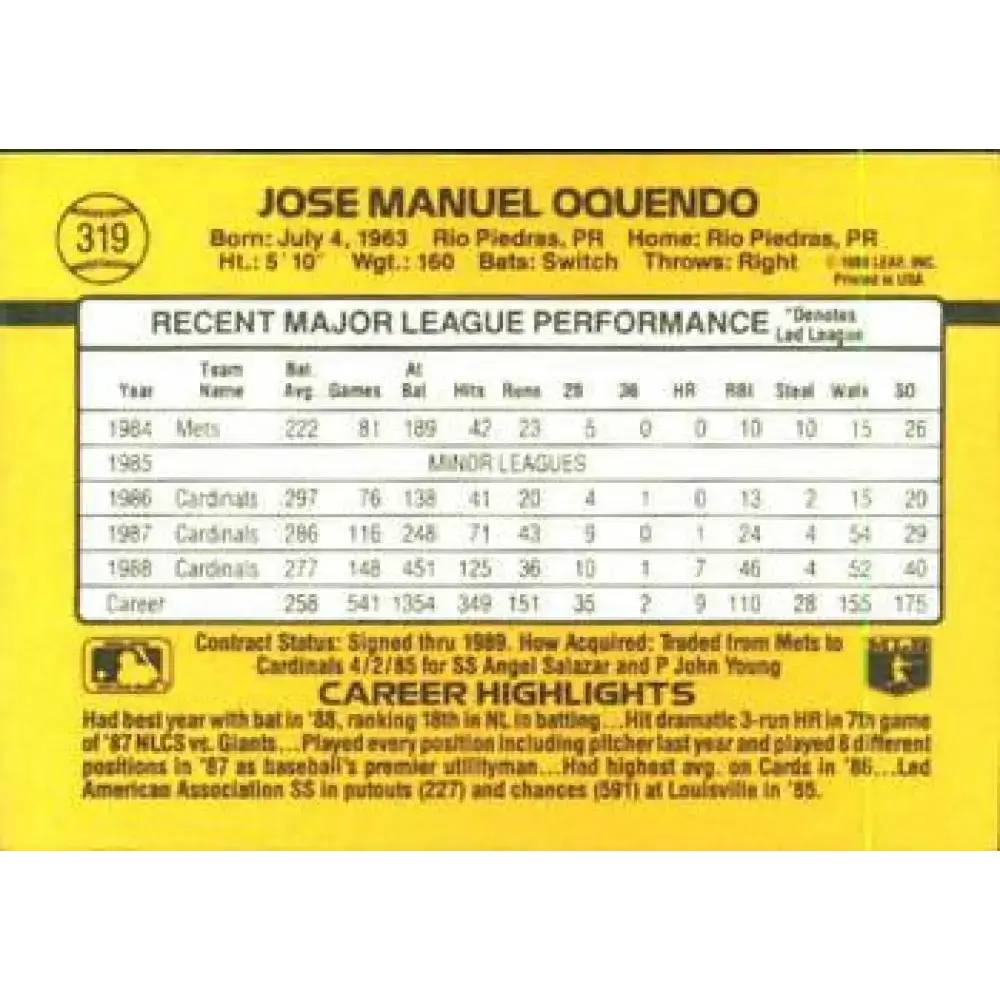 319
JOSE MANUEL OQUENDO
Born: July 4, 1963 Rio Piedras, PR Home: Rio Piedras, PR
Ht.: 5'10" Wgt.: 160 Bats: Switch Throws: Right
LEAF, INC.
Printed in USA
RECENT MAJOR LEAGUE PERFORMANCE *Denotes Led League
Year Team Name Bat. Avg. Games At Bat Hits Runs 2B 3B HR RBI Steal Walk SO
1984 Mets 222 81 189 42 23 5 0 0 10 10 15 26
1985 MINOR LEAGUES
1986 Cardinals 297 76 138 41 20 4 1 0 13 2 15 20
1987 Cardinals 286 116 248 71 43 9 0 1 24 4 54 29
1988 Cardinals 277 148 451 125 36 10 1 7 46 4 52 40
Career 258 541 1354 349 151 35 2 9 110 28 155 175
Contract Status: Signed thru 1989. How Acquired: Traded from Mets to
Cardinals 4/2/85 for SS Angel Salazar and P John Young
CAREER HIGHLIGHTS
Had best year with bat in '88, ranking 18th in NL in batting...Hit dramatic 3-run HR in 7th game
of '87 NLCS vs. Giants...Played every position including pitcher last year and played 8 different
positions in '87 as baseball's premier utilityman...Had highest avg. on Cards in '86...Led
American Association SS in putouts (227) and chances (591) at Louisville in '85.